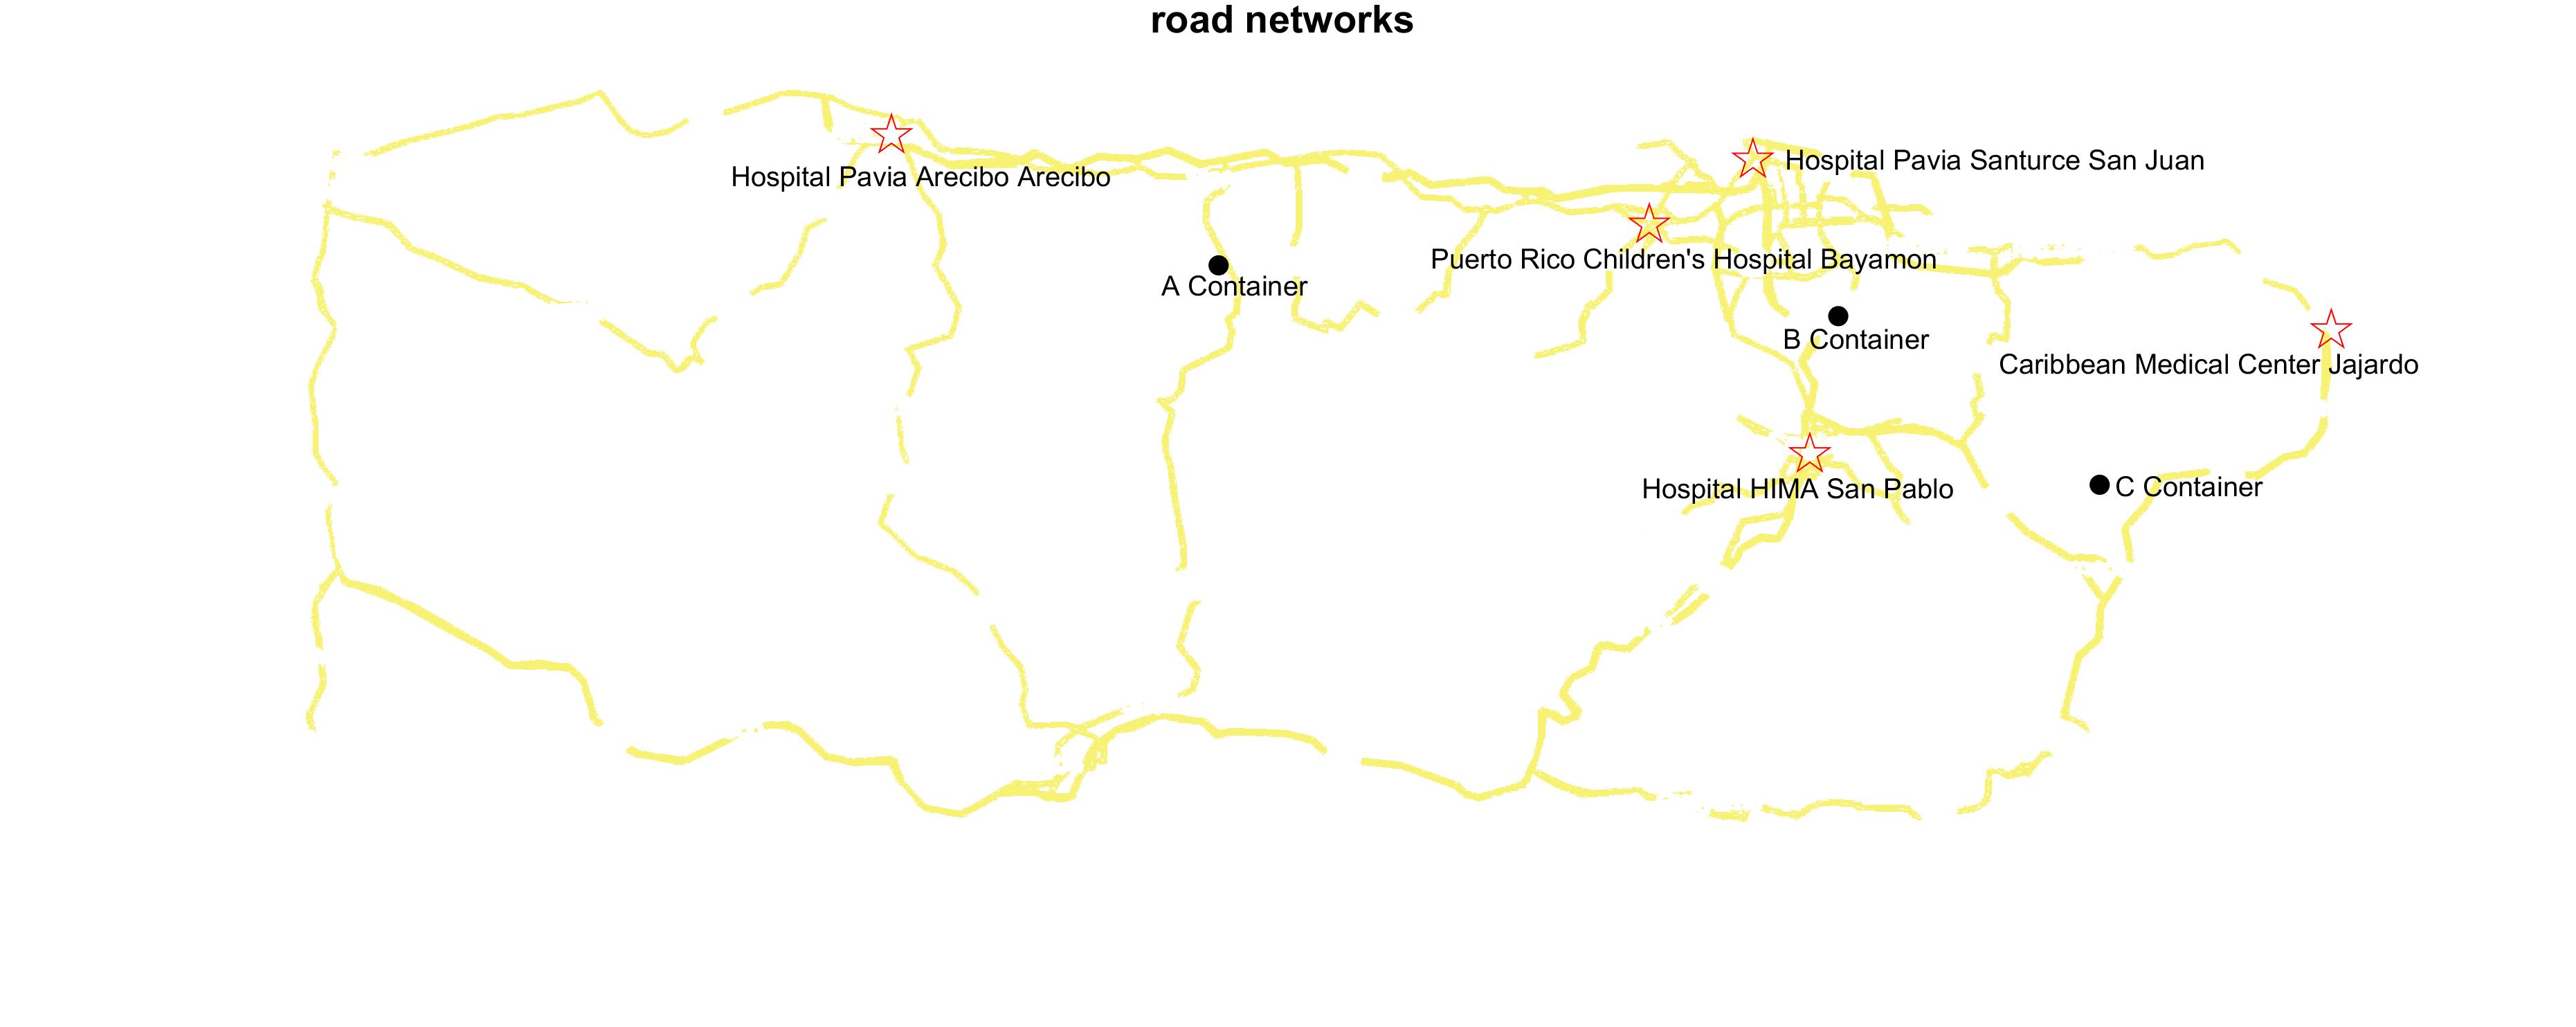 road networks
Hospital Pavia Santurce San Juan
Hospital Pavia Arecibo Arecibo
Puerto Rico Children's Hospital Bayamon
A Container
B Container
Caribbean Medical Center Jajardo
Hospital HIMA San Pablo
C Container